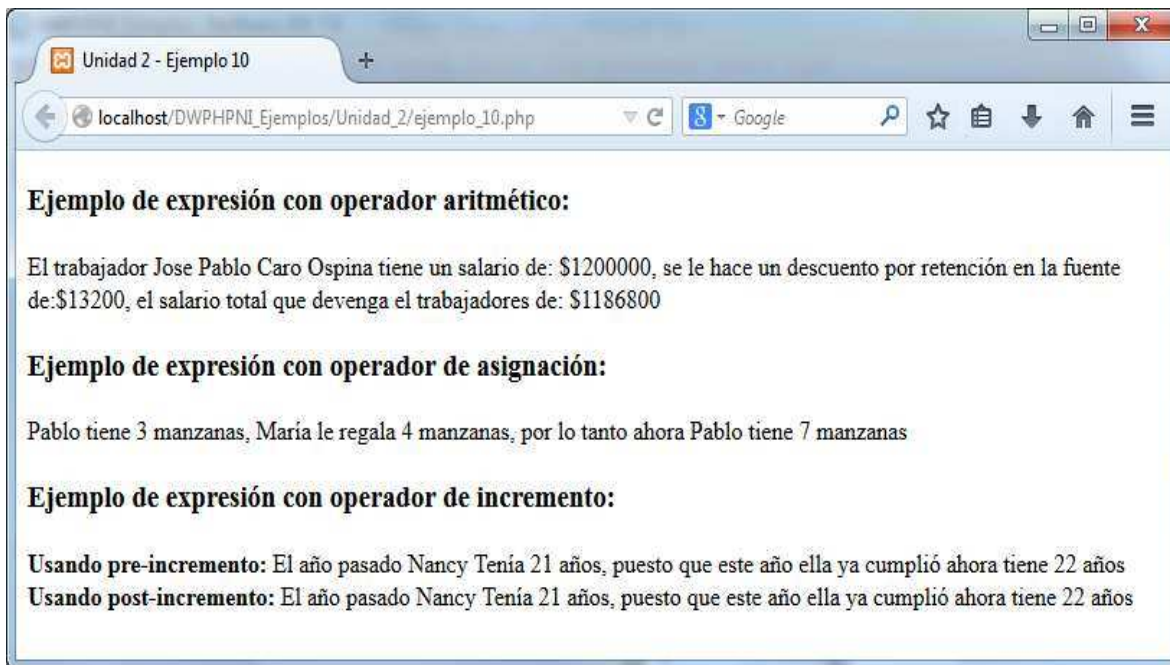 Unidad 2 - Ejemplo 10
localhost/DWPHPNI_Ejemplos/Unidad_2/ejemplo_10.php
8 Google
Ejemplo de expresión con operador aritmético:
El trabajador Jose Pablo Caro Ospina tiene un salario de: $1200000, se le hace un descuento por retención en la fuente
de:$13200, el salario total que devenga el trabajadores de: $1186800
Ejemplo de expresión con operador de asignación:
Pablo tiene 3 manzanas, María le regala 4 manzanas, por lo tanto ahora Pablo tiene 7 manzanas
Ejemplo de expresión con operador de incremento:
Usando pre-incremento: El año pasado Nancy Tenía 21 años, puesto que este año ella ya cumplió ahora tiene 22 años
Usando post-incremento: El año pasado Nancy Tenía 21 años, puesto que este año ella ya cumplió ahora tiene 22 años